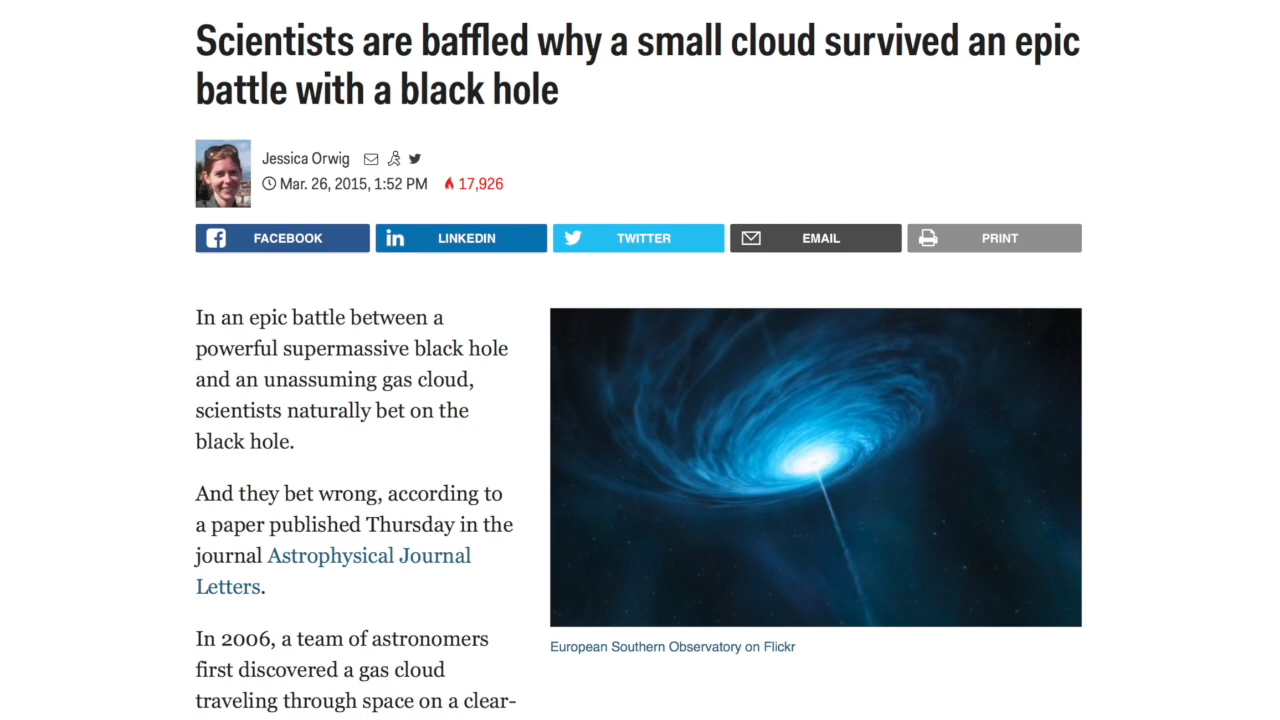 Scientists are baffled why a small cloud survived an epic
battle with a black hole
Jessica Orwig
Mar. 26, 2015, 1:52 PM 17,926
FACEBOOK
LINKEDIN
TWITTER
EMAIL
PRINT
In an epic battle between a
powerful supermassive black hole
and an unassuming gas cloud,
scientists naturally bet on the
black hole.
And they bet wrong, according to
a paper published Thursday in the
journal Astrophysical Journal
Letters.
In 2006, a team of astronomers
first discovered a gas cloud
traveling through space on a clear-
European Southern Observatory on Flickr